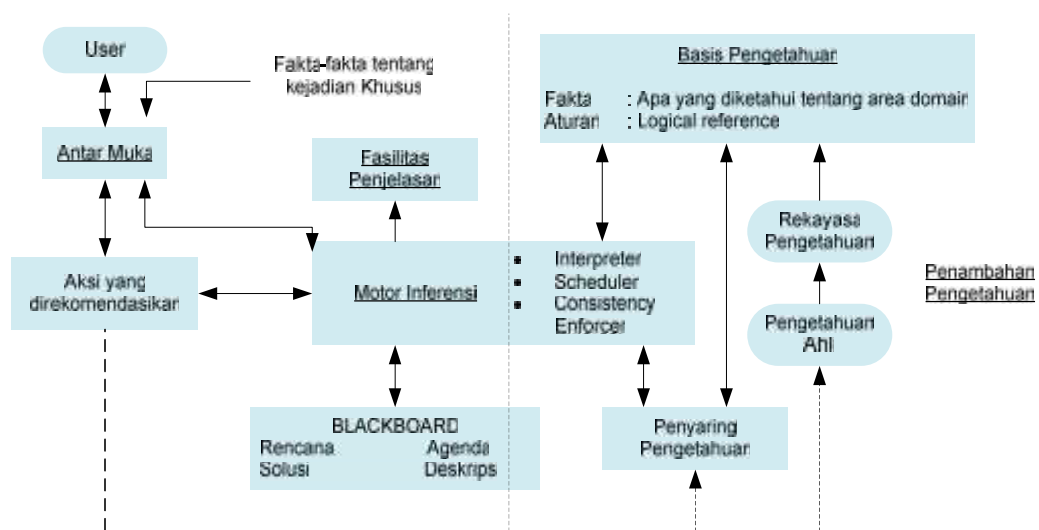 User
Fakta-fakta tentang
kejadian Khusus
Antar Muka
Fasilitas
Penjelasan
Aksi yang
direkomendasikan
Motor Inferensi
Interpreter
Scheduler
Consistency
Enforcer
BLACKBOARD
Rencana Agenda
Solusi Deskrips
Basis Pengetahuan
Fakta : Apa yang diketahui tentang area domain
Aturan : Logical reference
Rekayasa
Pengetahuan
Pengetahuan
Ahli
Penyaring
Pengetahuan
Penambahan
Pengetahuan